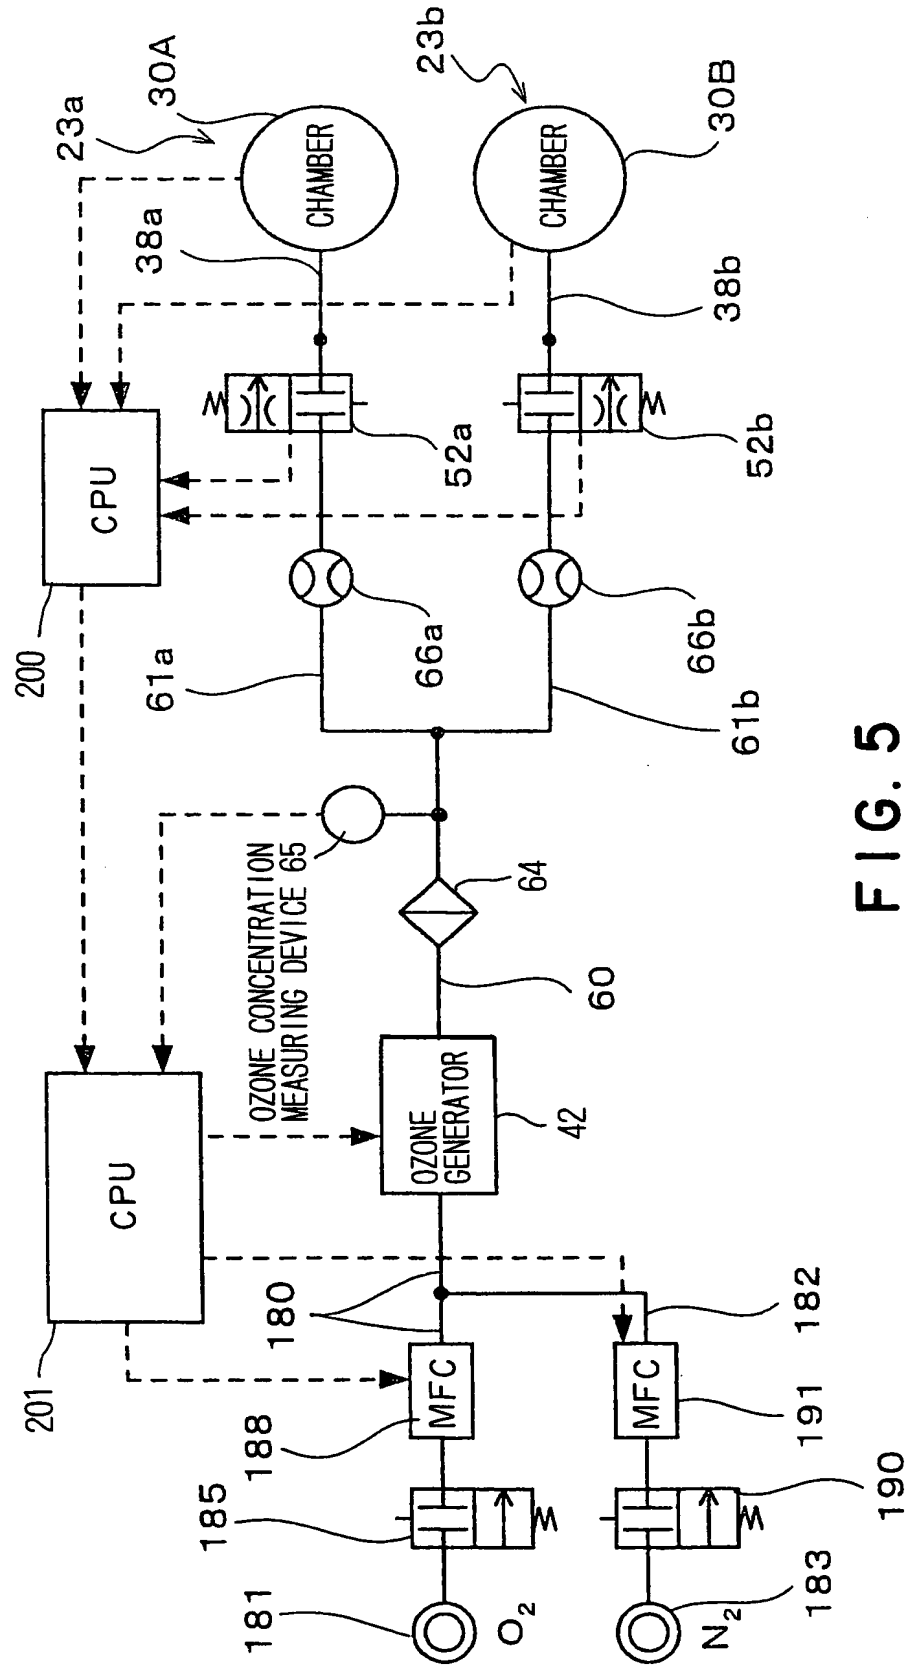 23a
30A
CHAMBER
38a
23b
30B
CHAMBER
38b
CPU
200
52a
52b
66a
66b
61a
61b
OZONE CONCENTRATION
MEASURING DEVICE 65
64
60
CPU
201
OZONE
GENERATOR
42
180
182
MFC
188
MFC
191
185
190
181
O2
183
N2
FIG. 5